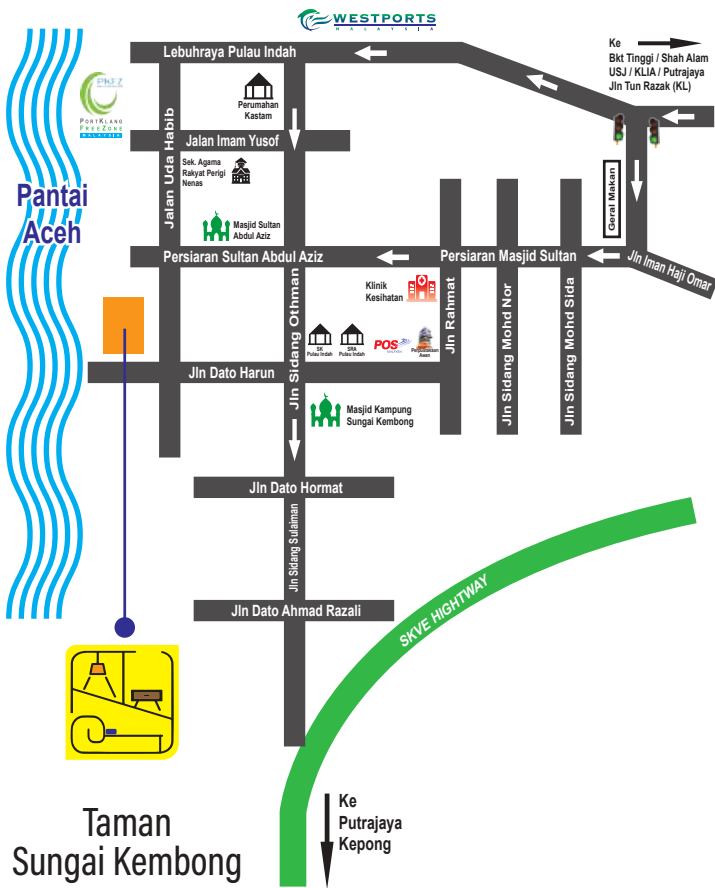 WESTPORTS
MALAYSIA
Lebuhraya Pulau Indah
Ke
Bkt Tinggi / Shah Alam
USJ / KLIA / Putrajaya
Jln Tun Razak (KL)
PKFZ
PORTKLANG
FREEZONE
MALAYSIA
Perumahan
Kastam
Jalan Imam Yusof
Jalan Uda Habib
Sek. Agama
Rakyat Perigi
Nenas
Geral Makan
Pantai
Aceh
Masjid Sultan
Abdul Aziz
Persiaran Sultan Abdul Aziz
Persiaran Masjid Sultan
Jln Iman Haji Omar
Klinik
Kesihatan
Jln Sidang Othman
Jln Rahmat
Jln Sidang Mohd Nor
Jln Sidang Mohd Sida
SK
Pulau Indah
SRA
Pulau Indah
POS
MALAYSIA
Perpustakaan
Awan
Jln Dato Harun
Masjid Kampung
Sungai Kembong
Jln Dato Hormat
Jln Sidang Sulaiman
Jln Dato Ahmad Razali
SKVE HIGHTWAY
Ke
Putrajaya
Kepong
Taman
Sungai Kembong